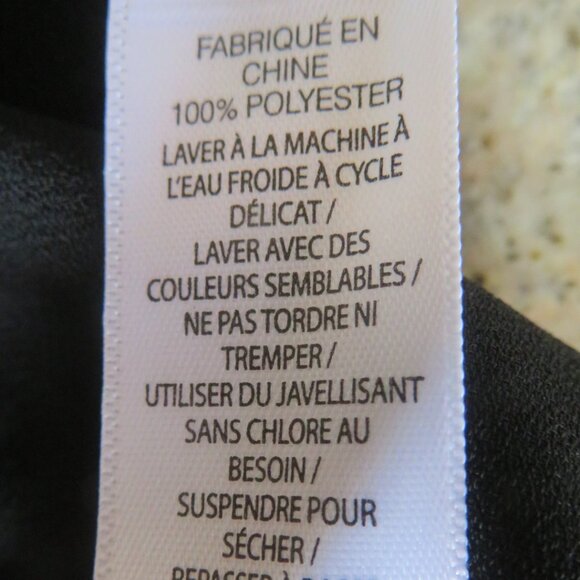 FABRIQUÉ EN
CHINE
100% POLYESTER
LAVER À LA MACHINE À
L'EAU FROIDE À CYCLE
DÉLICAT /
LAVER AVEC DES
COULEURS SEMBLABLES /
NE PAS TORDRE NI
TREMPER /
UTILISER DU JAVELLISANT
SANS CHLORE AU
BESOIN /
SUSPENDRE POUR
SÉCHER /
REPASSER À